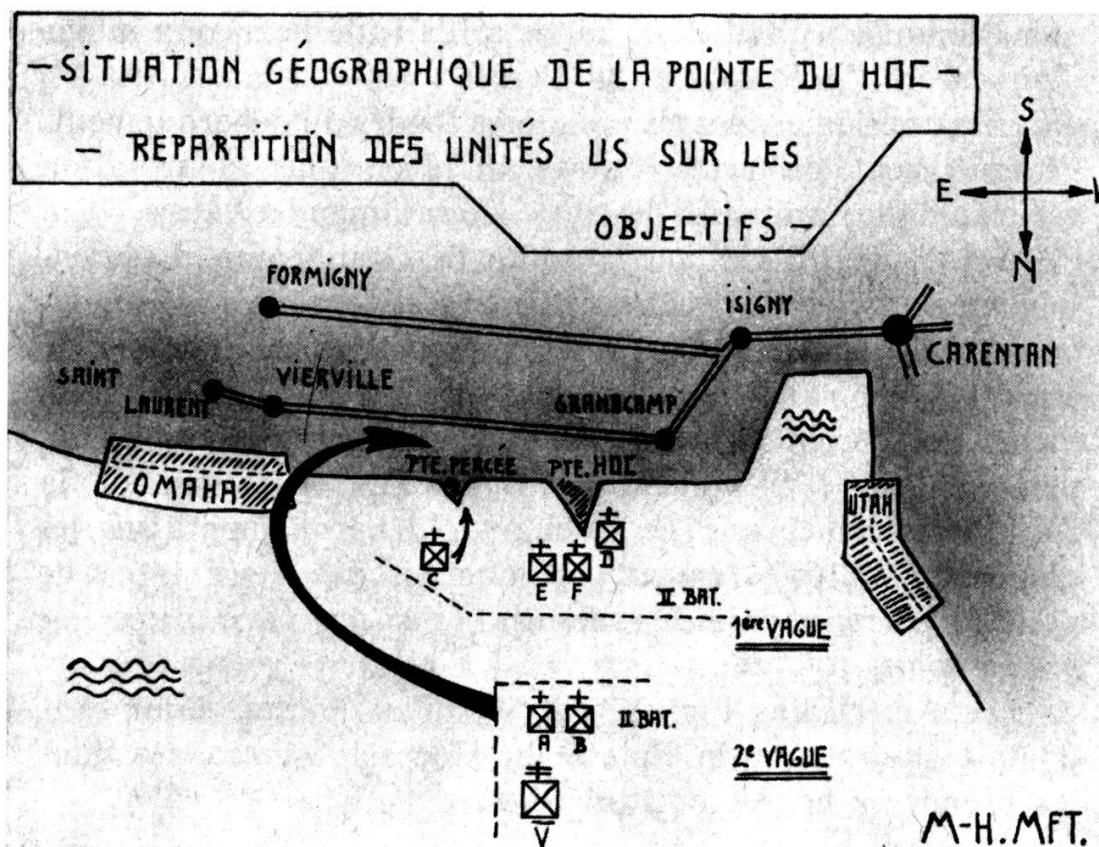 – SITUATION GÉOGRAPHIQUE DE LA POINTE DU HOC –
– REPARTITION DES UNITÉS US SUR LES
OBJECTIFS –
S
E
N
FORMIGNY
ISIGNY
CARENTAN
SAINT
LAURENT
VIERVILLE
GRANDCAMP
PTE. PERCÉE
PTE. HOC
OMAHA
UTAH
C
E
F
D
II BAT.
1ère VAGUE
A
B
II BAT.
2e VAGUE
V
M-H. MFT.